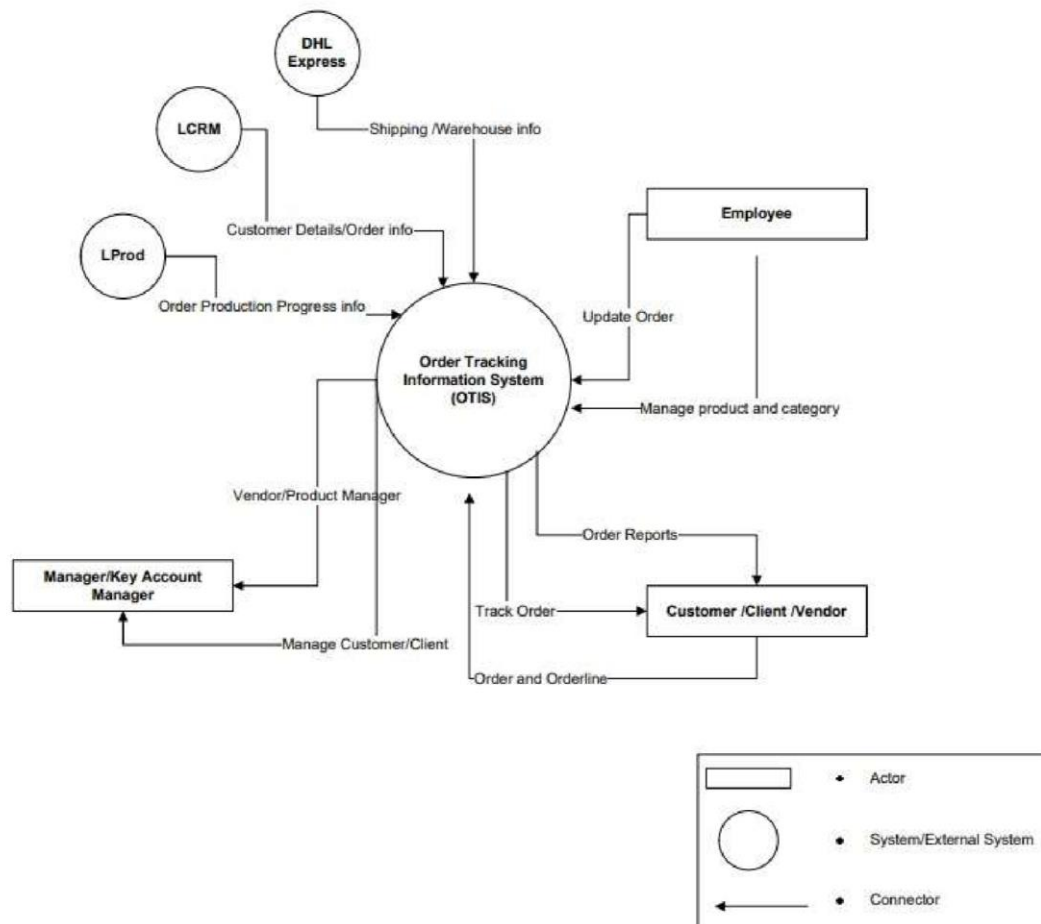 DHL
Express
LCRM
Shipping /Warehouse info
Employee
Customer Details/Order info
LProd
Order Production Progress info
Update Order
Order Tracking
Information System
(OTIS)
Manage product and category
Vendor/Product Manager
Order Reports
Manager/Key Account
Manager
Customer /Client /Vendor
Track Order
Manage Customer/Client
Order and Orderline
Actor
System/External System
Connector